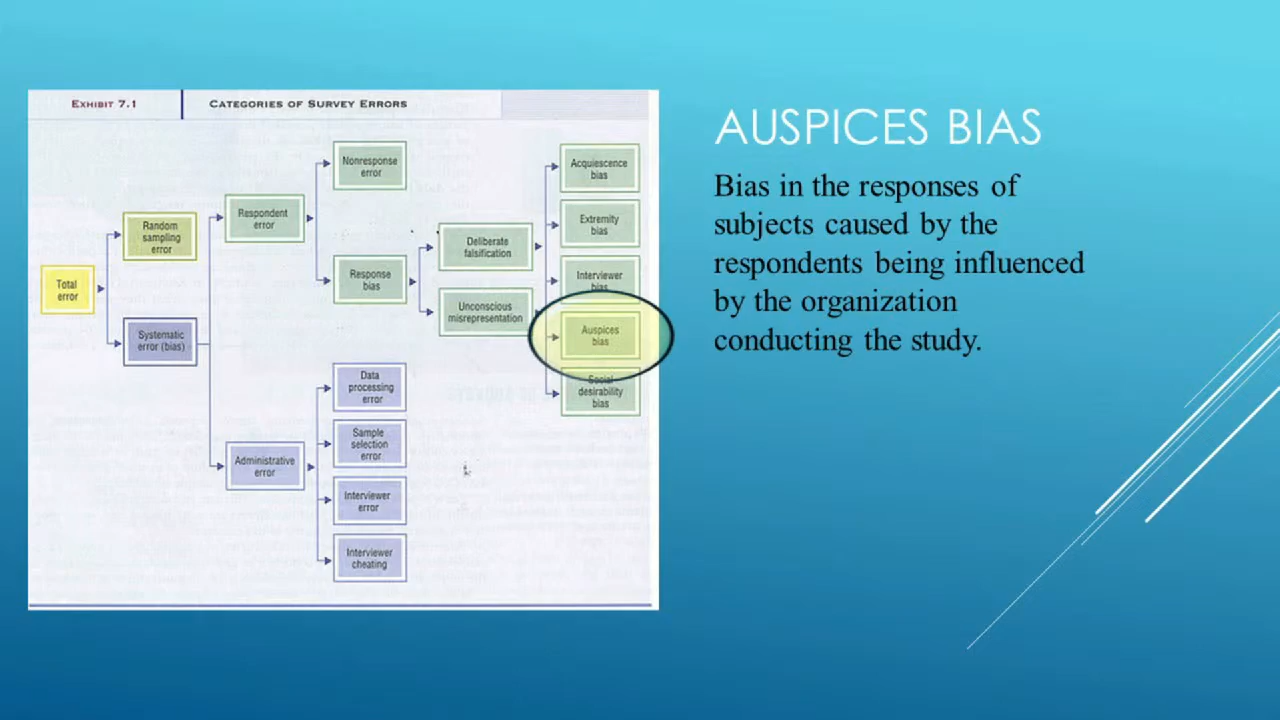 EXHIBIT 7.1
CATEGORIES OF SURVEY ERRORS
Total
error
Random
sampling
error
Systematic
error (bias)
Respondent
error
Administrative
error
Nonresponse
error
Response
bias
Data
processing
error
Sample
selection
error
Interviewer
error
Interviewer
cheating
Deliberate
falsification
Unconscious
misrepresentation
Acquiescence
bias
Extremity
bias
Interviewer
bias
Auspices
bias
Social
desirability
bias
AUSPICES BIAS
Bias in the responses of
subjects caused by the
respondents being influenced
by the organization
conducting the study.